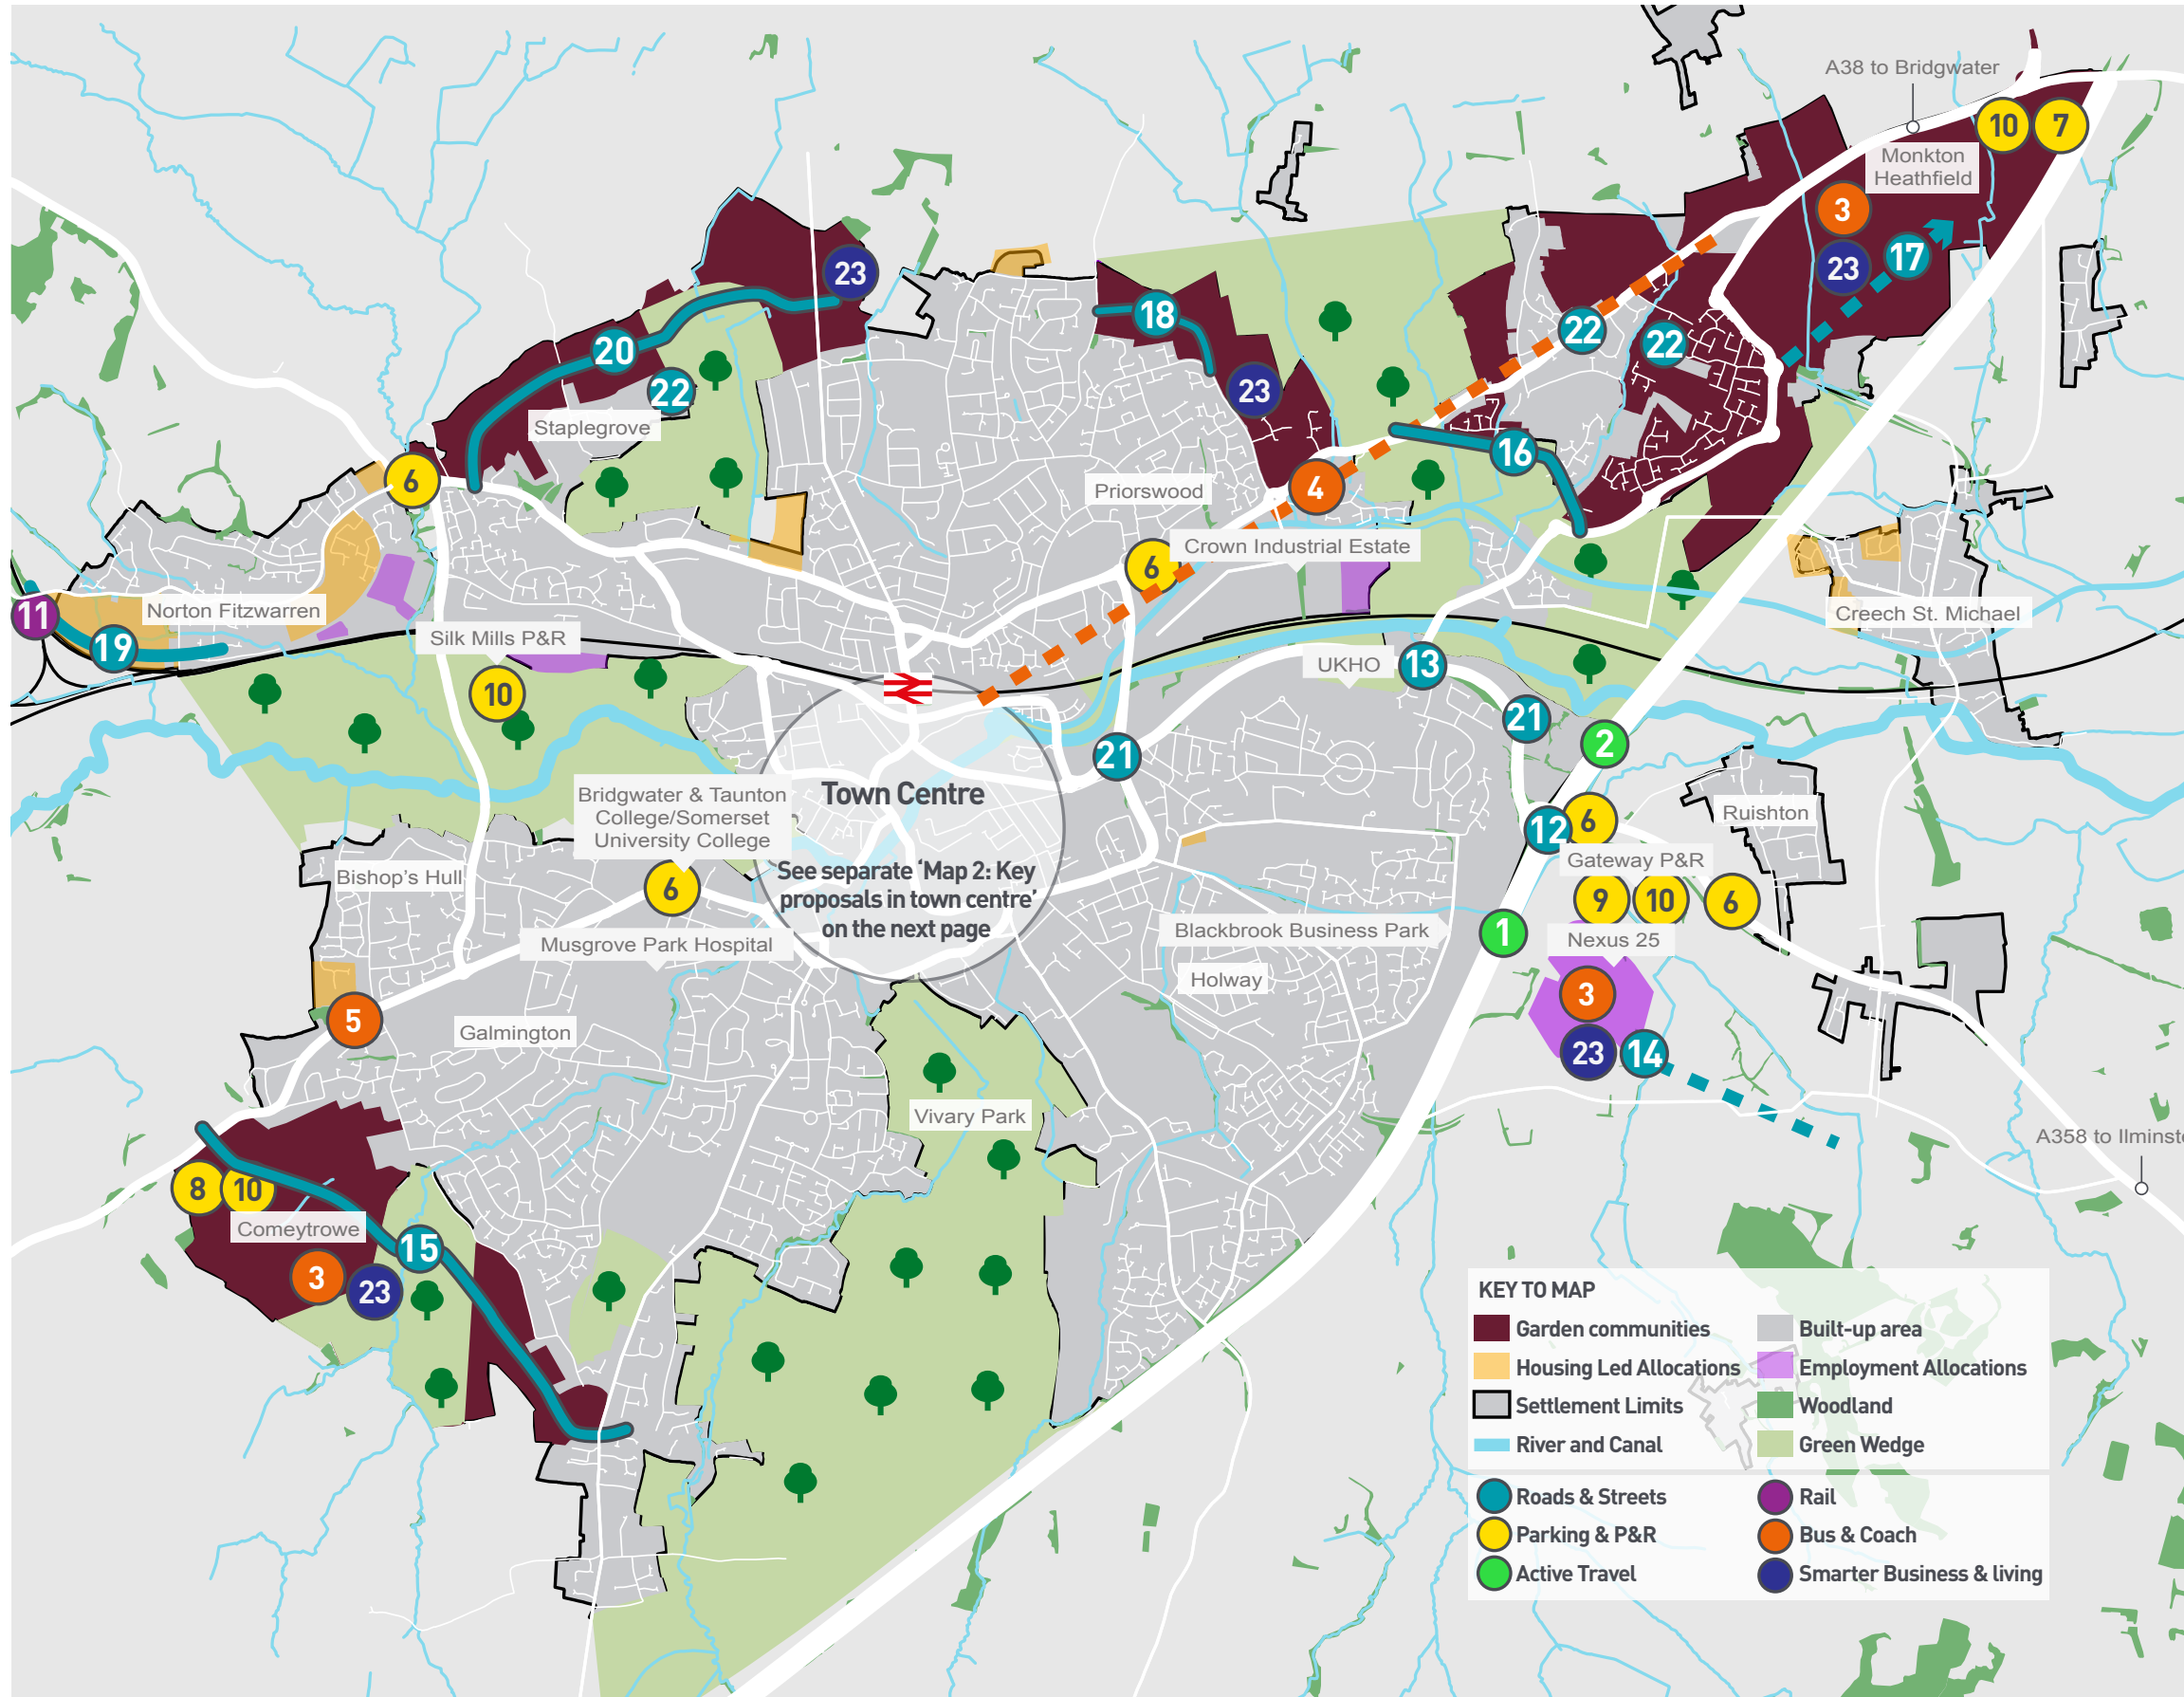 A38 to Bridgwater
10
7
Monkton
Heathfield
3
23
17
23
18
22
22
20
22
23
Staplegrove
16
6
4
Priorswood
Crown Industrial Estate
6
11
Norton Fitzwarren
19
Silk Mills P&R
10
UKHO
13
Creech St. Michael
21
2
21
Town Centre
See separate ‘Map 2: Key
proposals in town centre’
on the next page
Bridgwater & Taunton
College/Somerset
University College
6
Bishop's Hull
12
6
Ruishton
Gateway P&R
9
10
6
Musgrove Park Hospital
Blackbrook Business Park
1
Nexus 25
Holway
3
5
Galmington
23
14
Vivary Park
A358 to Ilminste
8
10
Comeytrowe
15
3
23
KEY TO MAP
Garden communities
Housing Led Allocations
Settlement Limits
River and Canal
Built-up area
Employment Allocations
Woodland
Green Wedge
Roads & Streets
Parking & P&R
Active Travel
Rail
Bus & Coach
Smarter Business & living